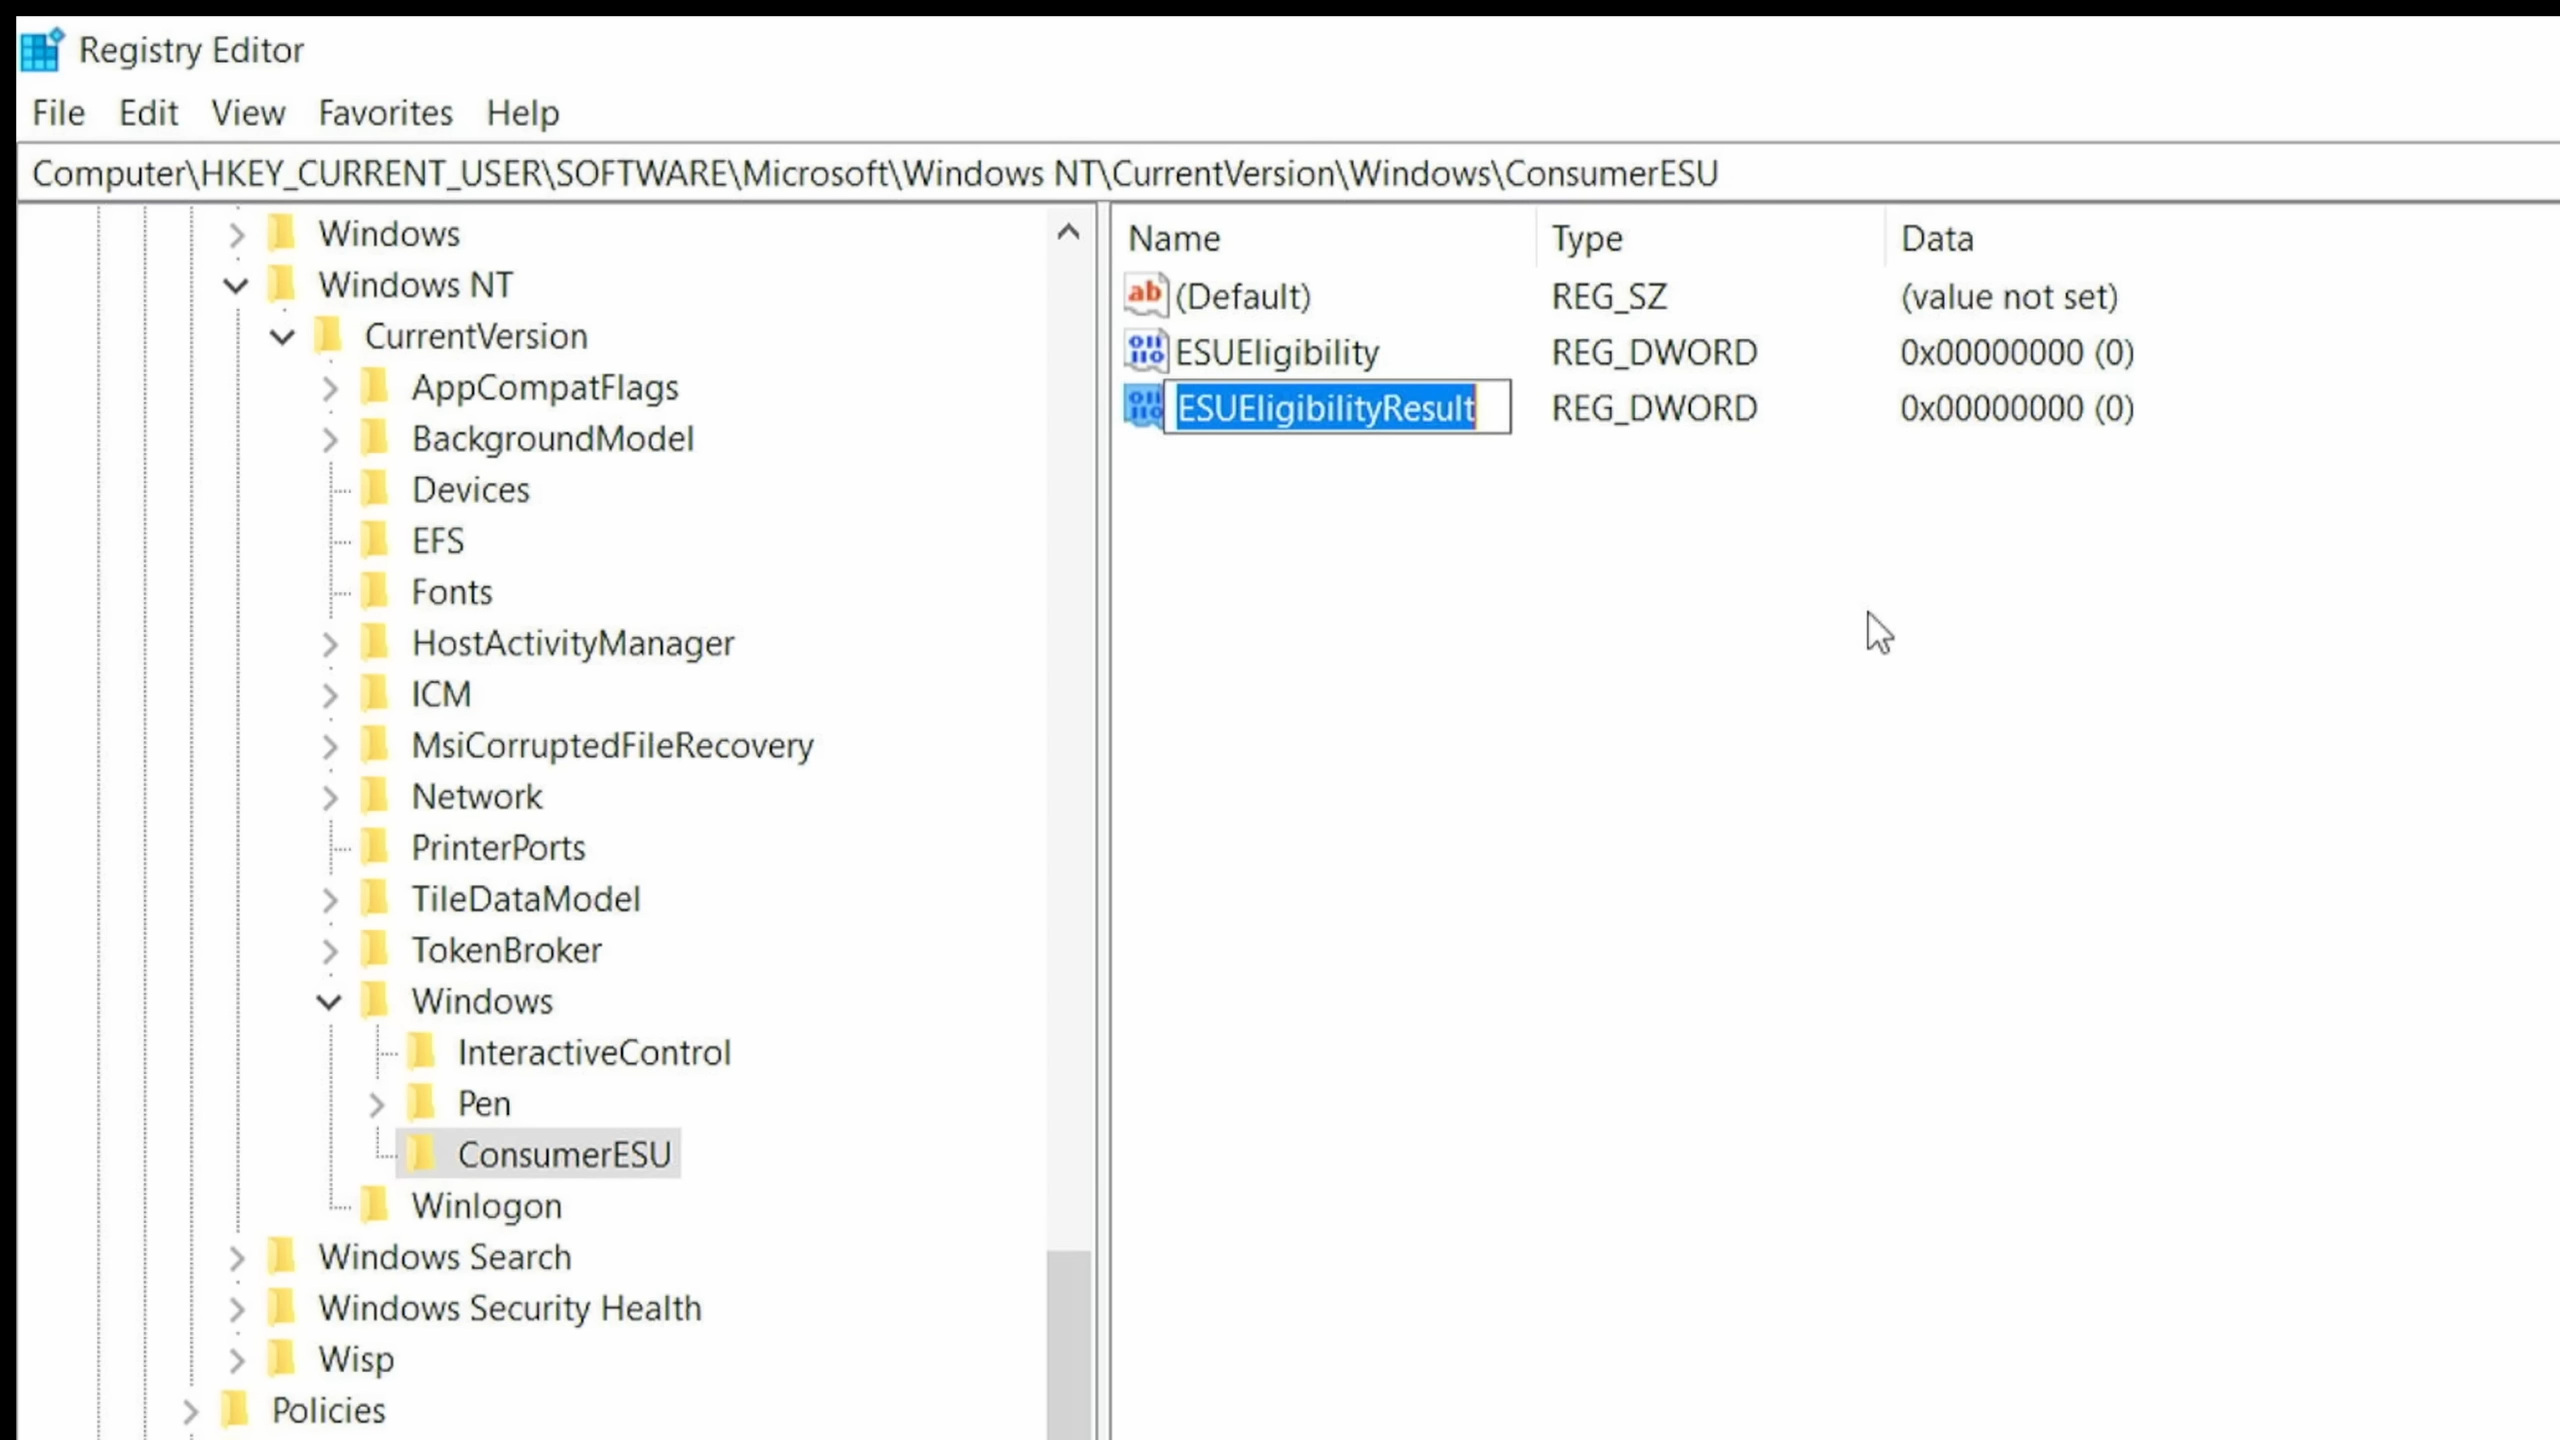 Registry Editor
File Edit View Favorites Help
Computer\HKEY_CURRENT_USER\SOFTWARE\Microsoft\Windows NT\CurrentVersion\Windows\ConsumerESU
Windows
Windows NT
CurrentVersion
AppCompatFlags
BackgroundModel
Devices
EFS
Fonts
HostActivityManager
ICM
MsiCorruptedFileRecovery
Network
PrinterPorts
TileDataModel
TokenBroker
Windows
InteractiveControl
Pen
ConsumerESU
Winlogon
Windows Search
Windows Security Health
Wisp
Policies
Name Type Data
(Default) REG_SZ (value not set)
ESUEligibility REG_DWORD 0x00000000 (0)
ESUEligibilityResult REG_DWORD 0x00000000 (0)